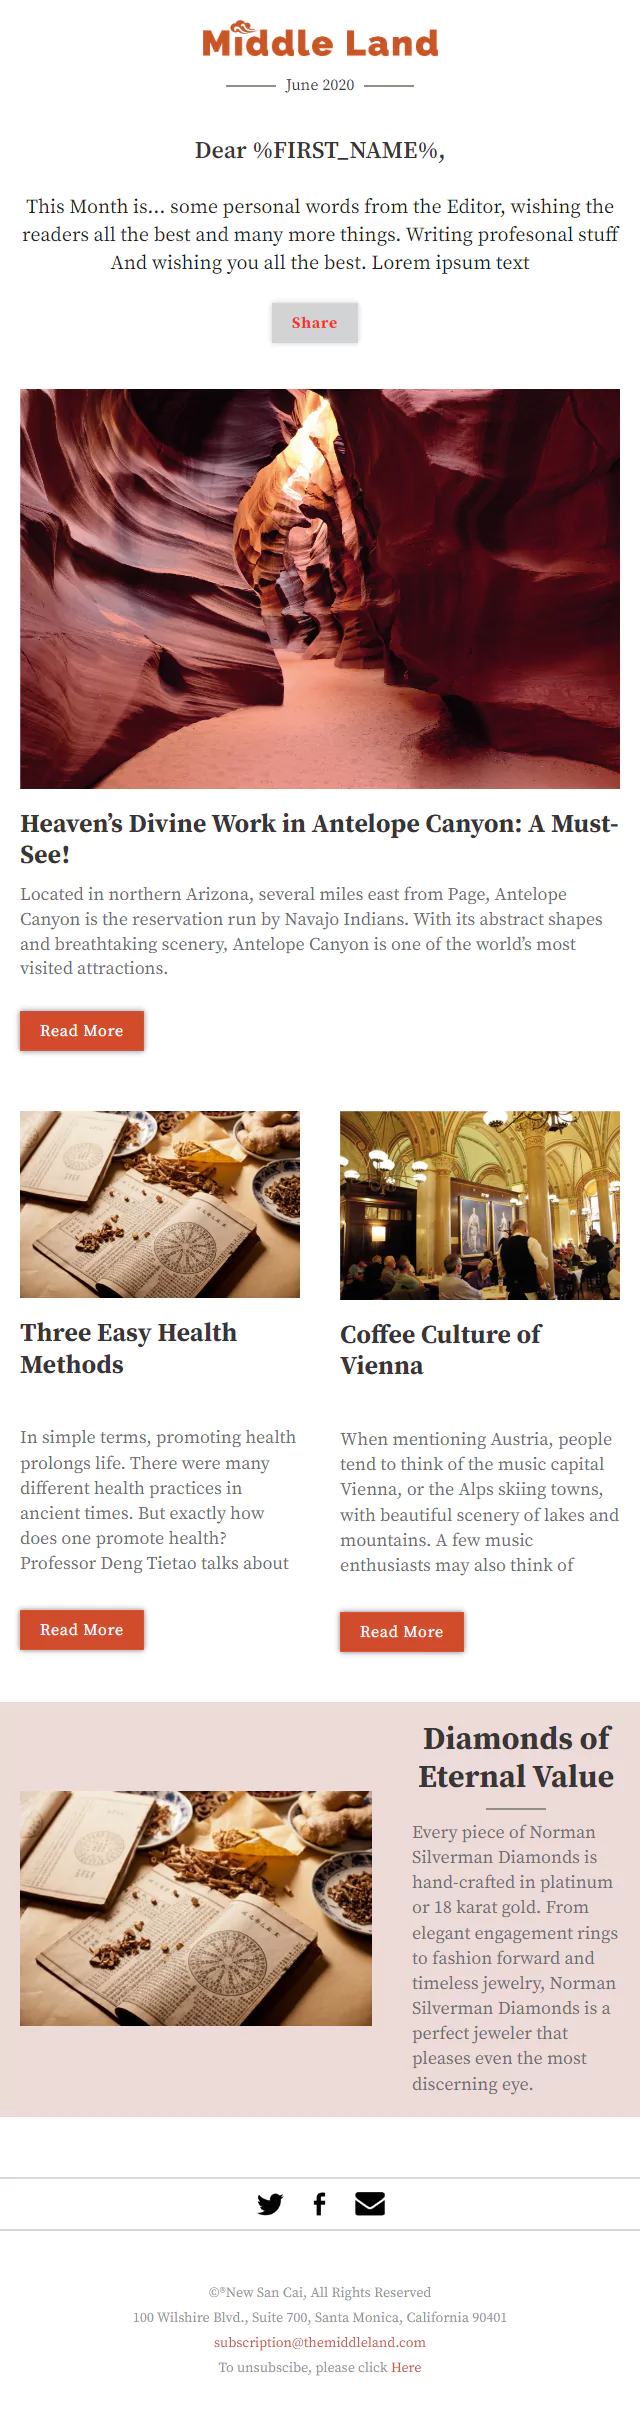 Middle Land
June 2020
Dear %FIRST_NAME%,
This Month is... some personal words from the Editor, wishing the
readers all the best and many more things. Writing profesonal stuff
And wishing you all the best. Lorem ipsum text
Share
Heaven's Divine Work in Antelope Canyon: A Must-
See!
Located in northern Arizona, several miles east from Page, Antelope
Canyon is the reservation run by Navajo Indians. With its abstract shapes
and breathtaking scenery, Antelope Canyon is one of the world's most
visited attractions.
Read More
Three Easy Health
Methods
In simple terms, promoting health
prolongs life. There were many
different health practices in
ancient times. But exactly how
does one promote health?
Professor Deng Tietao talks about
Read More
Coffee Culture of
Vienna
When mentioning Austria, people
tend to think of the music capital
Vienna, or the Alps skiing towns,
with beautiful scenery of lakes and
mountains. A few music
enthusiasts may also think of
Read More
Diamonds of
Eternal Value
Every piece of Norman
Silverman Diamonds is
hand-crafted in platinum
or 18 karat gold. From
elegant engagement rings
to fashion forward and
timeless jewelry, Norman
Silverman Diamonds is a
perfect jeweler that
pleases even the most
discerning eye.
©®New San Cai, All Rights Reserved
100 Wilshire Blvd., Suite 700, Santa Monica, California 90401
subscription@themiddleland.com
To unsubscibe, please click Here